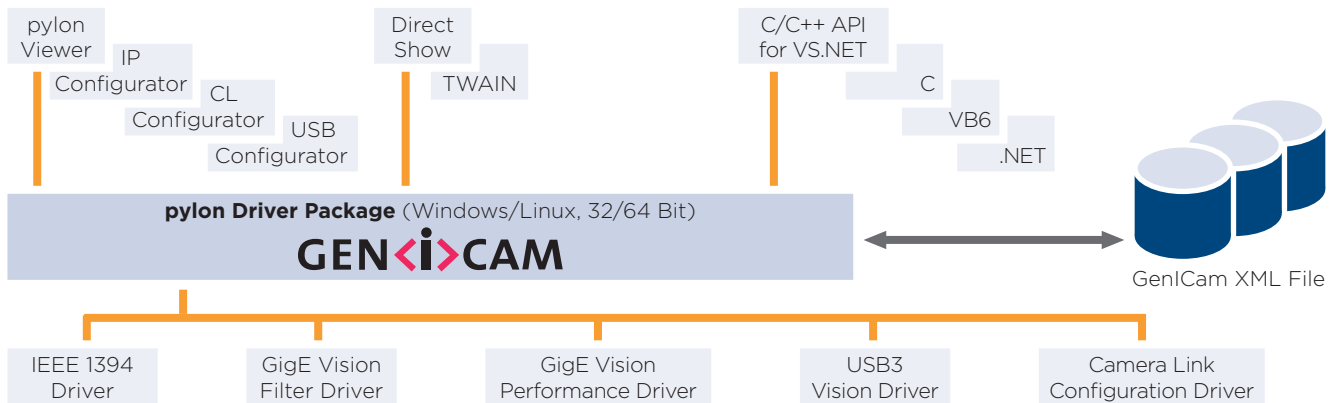 pylon
Viewer
IP
Configurator
CL
Configurator
USB
Configurator
Direct
Show
TWAIN
C/C++ API
for VS.NET
C
VB6
.NET
pylon Driver Package (Windows/Linux, 32/64 Bit)
GEN<i>CAM
GenICam XML File
IEEE 1394
Driver
GigE Vision
Filter Driver
GigE Vision
Performance Driver
USB3
Vision Driver
Camera Link
Configuration Driver